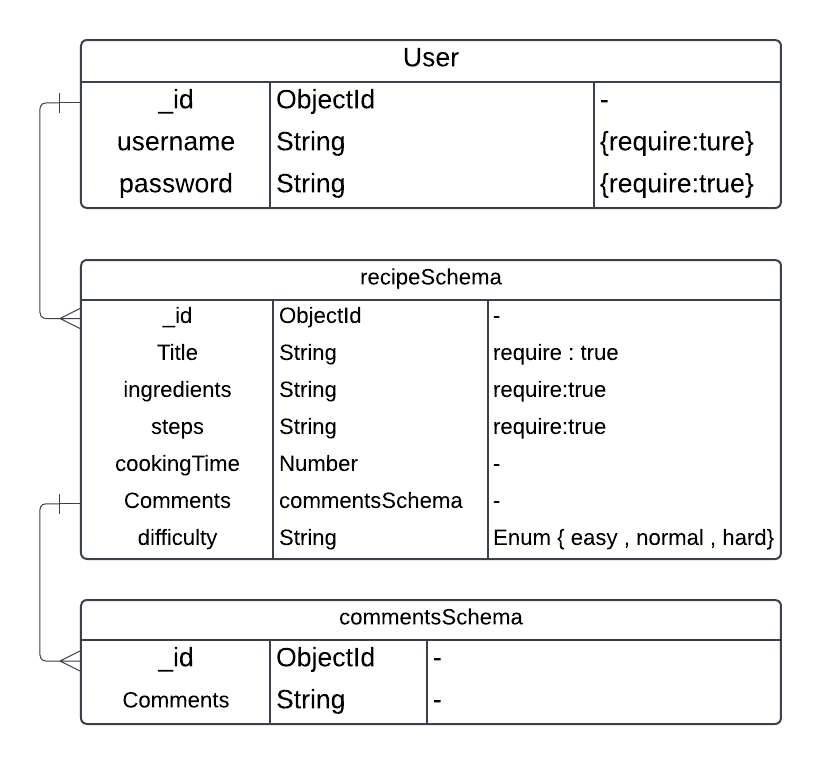 User
_id ObjectId -
username String {require:ture}
password String {require:true}
recipeSchema
_id ObjectId -
Title String require : true
ingredients String require:true
steps String require:true
cookingTime Number -
Comments commentsSchema -
difficulty String Enum { easy , normal , hard}
commentsSchema
_id ObjectId -
Comments String -